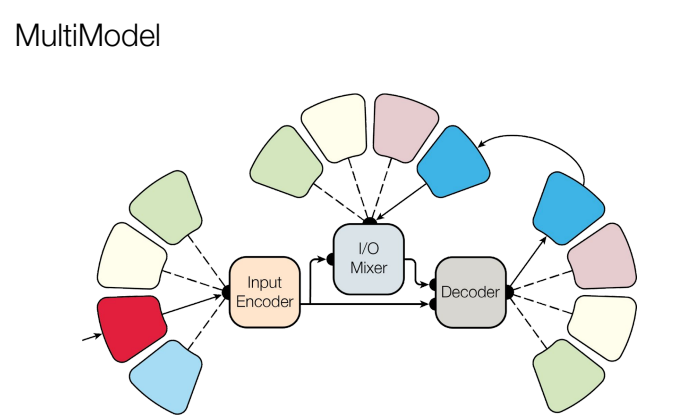 MultiModel
I/O
Mixer
Input
Encoder
Decoder